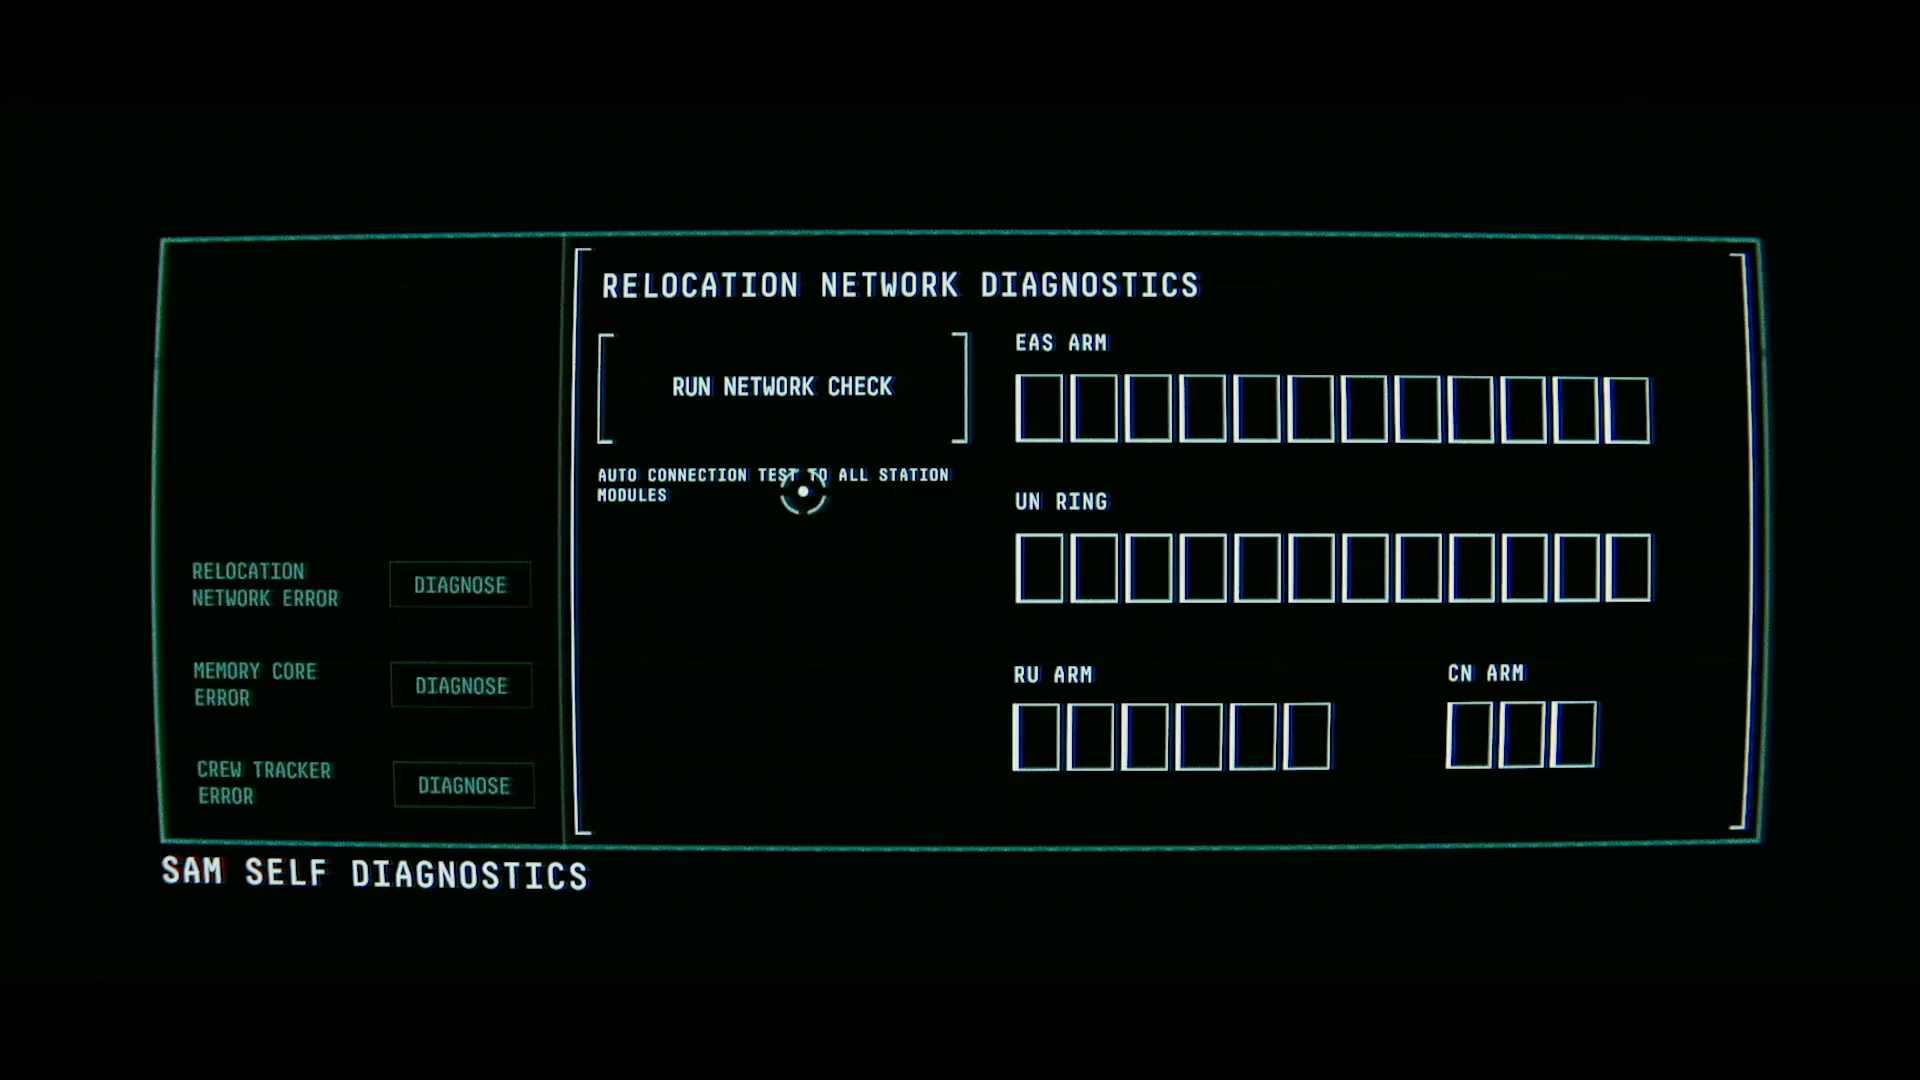 RELOCATION NETWORK DIAGNOSTICS
RUN NETWORK CHECK
AUTO CONNECTION TEST TO ALL STATION
MODULES
EAS ARM
UN RING
RU ARM
CN ARM
RELOCATION
NETWORK ERROR
DIAGNOSE
MEMORY CORE
ERROR
DIAGNOSE
CREW TRACKER
ERROR
DIAGNOSE
SAM SELF DIAGNOSTICS